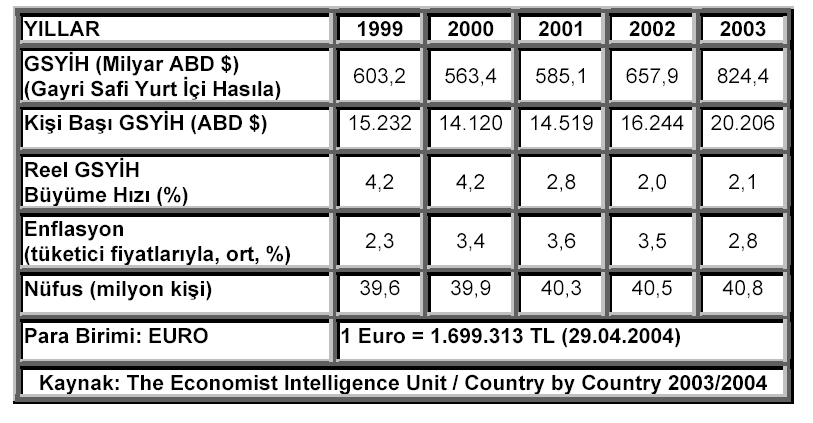 YILLAR 1999 2000 2001 2002 2003
GSYİH (Milyar ABD $)
(Gayri Safi Yurt İçi Hasıla) 603,2 563,4 585,1 657,9 824,4
Kişi Başı GSYİH (ABD $) 15.232 14.120 14.519 16.244 20.206
Reel GSYİH
Büyüme Hızı (%) 4,2 4,2 2,8 2,0 2,1
Enflasyon
(tüketici fiyatlarıyla, ort, %) 2,3 3,4 3,6 3,5 2,8
Nüfus (milyon kişi) 39,6 39,9 40,3 40,5 40,8
Para Birimi: EURO 1 Euro = 1.699.313 TL (29.04.2004)
Kaynak: The Economist Intelligence Unit / Country by Country 2003/2004